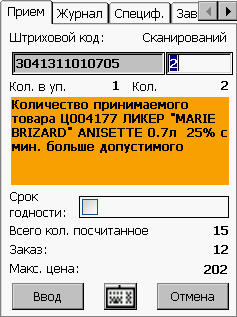 Прием Журнал Специф. Зав
Штриховой код: Сканирований
3041311010705 2
Кол. в уп. 1 Кол. 2
Количество принимаемого
товара Ц004177 ЛИКЕР "MARIE
BRIZARD" ANISETTE 0.7л 25% с
мин. больше допустимого
Срок
годности:
Всего кол. посчитанное 15
Заказ: 12
Макс. цена: 202
Ввод Отмена